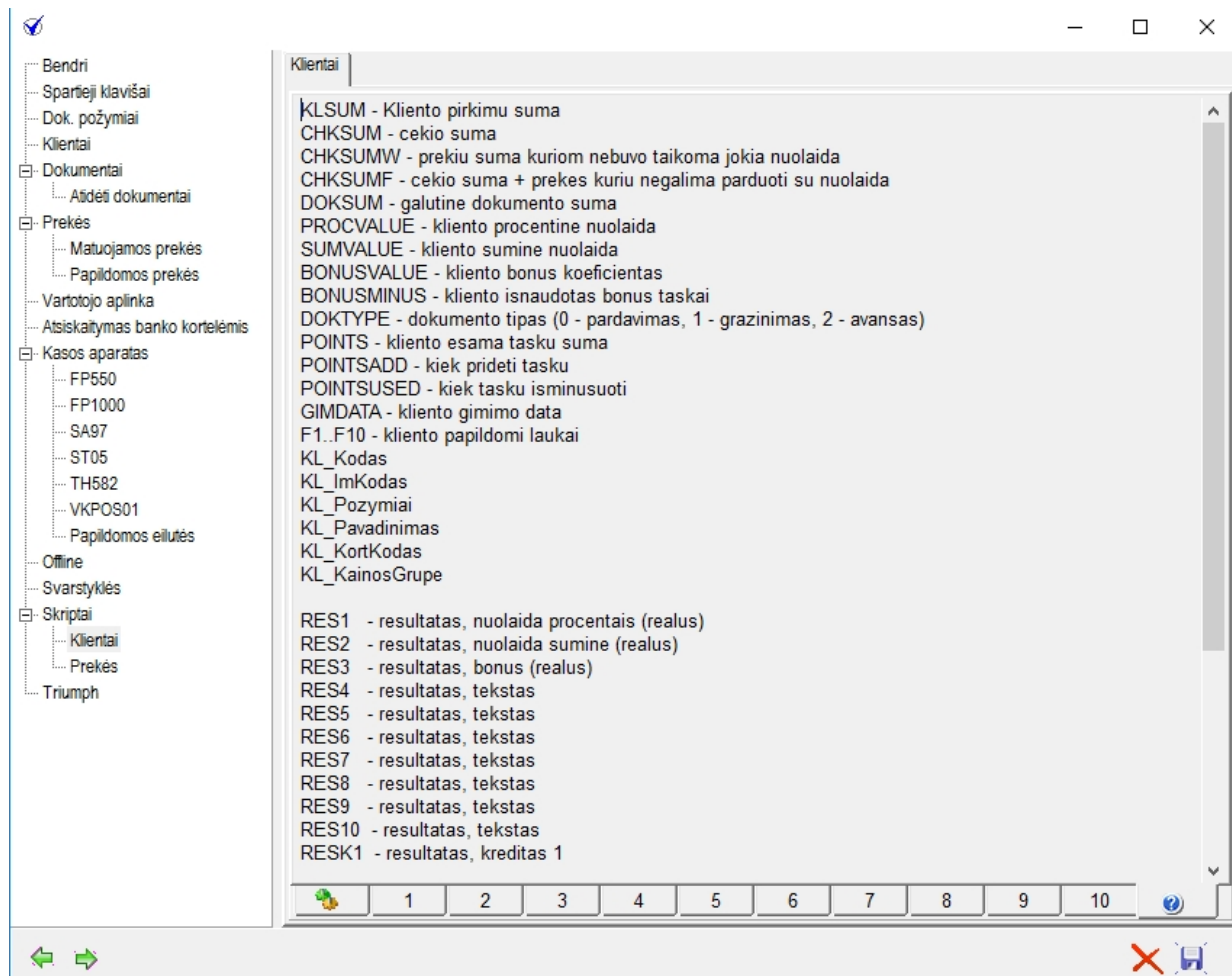 Bendri
Spartieji klavišai
Dok. požymiai
Klientai
Dokumentai
Atidėti dokumentai
Prekės
Matuojamos prekės
Papildomos prekės
Vartotojo aplinka
Atsiskaitymas banko kortelėmis
Kasos aparatas
FP550
FP1000
SA97
ST05
TH582
VKPOS01
Papildomos eilutės
Offline
Svarstyklės
Skriptai
Klientai
Prekės
Triumph
Klientai
KLSUM - Kliento pirkimu suma
CHKSUM - cekio suma
CHKSUMW - prekiu suma kuriom nebuvo taikoma jokia nuolaida
CHKSUMF - cekio suma + prekes kuriu negalima parduoti su nuolaida
DOKSUM - galutine dokumento suma
PROCVALUE - kliento procentine nuolaida
SUMVALUE - kliento sumine nuolaida
BONUSVALUE - kliento bonus koeficientas
BONUSMINUS - kliento isnaudotas bonus taskai
DOKTYPE - dokumento tipas (0 - pardavimas, 1 - grazinimas, 2 - avansas)
POINTS - kliento esama tasku suma
POINTSADD - kiek prideti tasku
POINTSUSED - kiek tasku isminusuoti
GIMDATA - kliento gimimo data
F1..F10 - kliento papildomi laukai
KL_Kodas
KL_ImKodas
KL_Pozymiai
KL_Pavadinimas
KL_KortKodas
KL_KainosGrupe
RES1 - resultatas, nuolaida procentais (realus)
RES2 - resultatas, nuolaida sumine (realus)
RES3 - resultatas, bonus (realus)
RES4 - resultatas, tekstas
RES5 - resultatas, tekstas
RES6 - resultatas, tekstas
RES7 - resultatas, tekstas
RES8 - resultatas, tekstas
RES9 - resultatas, tekstas
RES10 - resultatas, tekstas
RESK1 - resultatas, kreditas 1
1 2 3 4 5 6 7 8 9 10